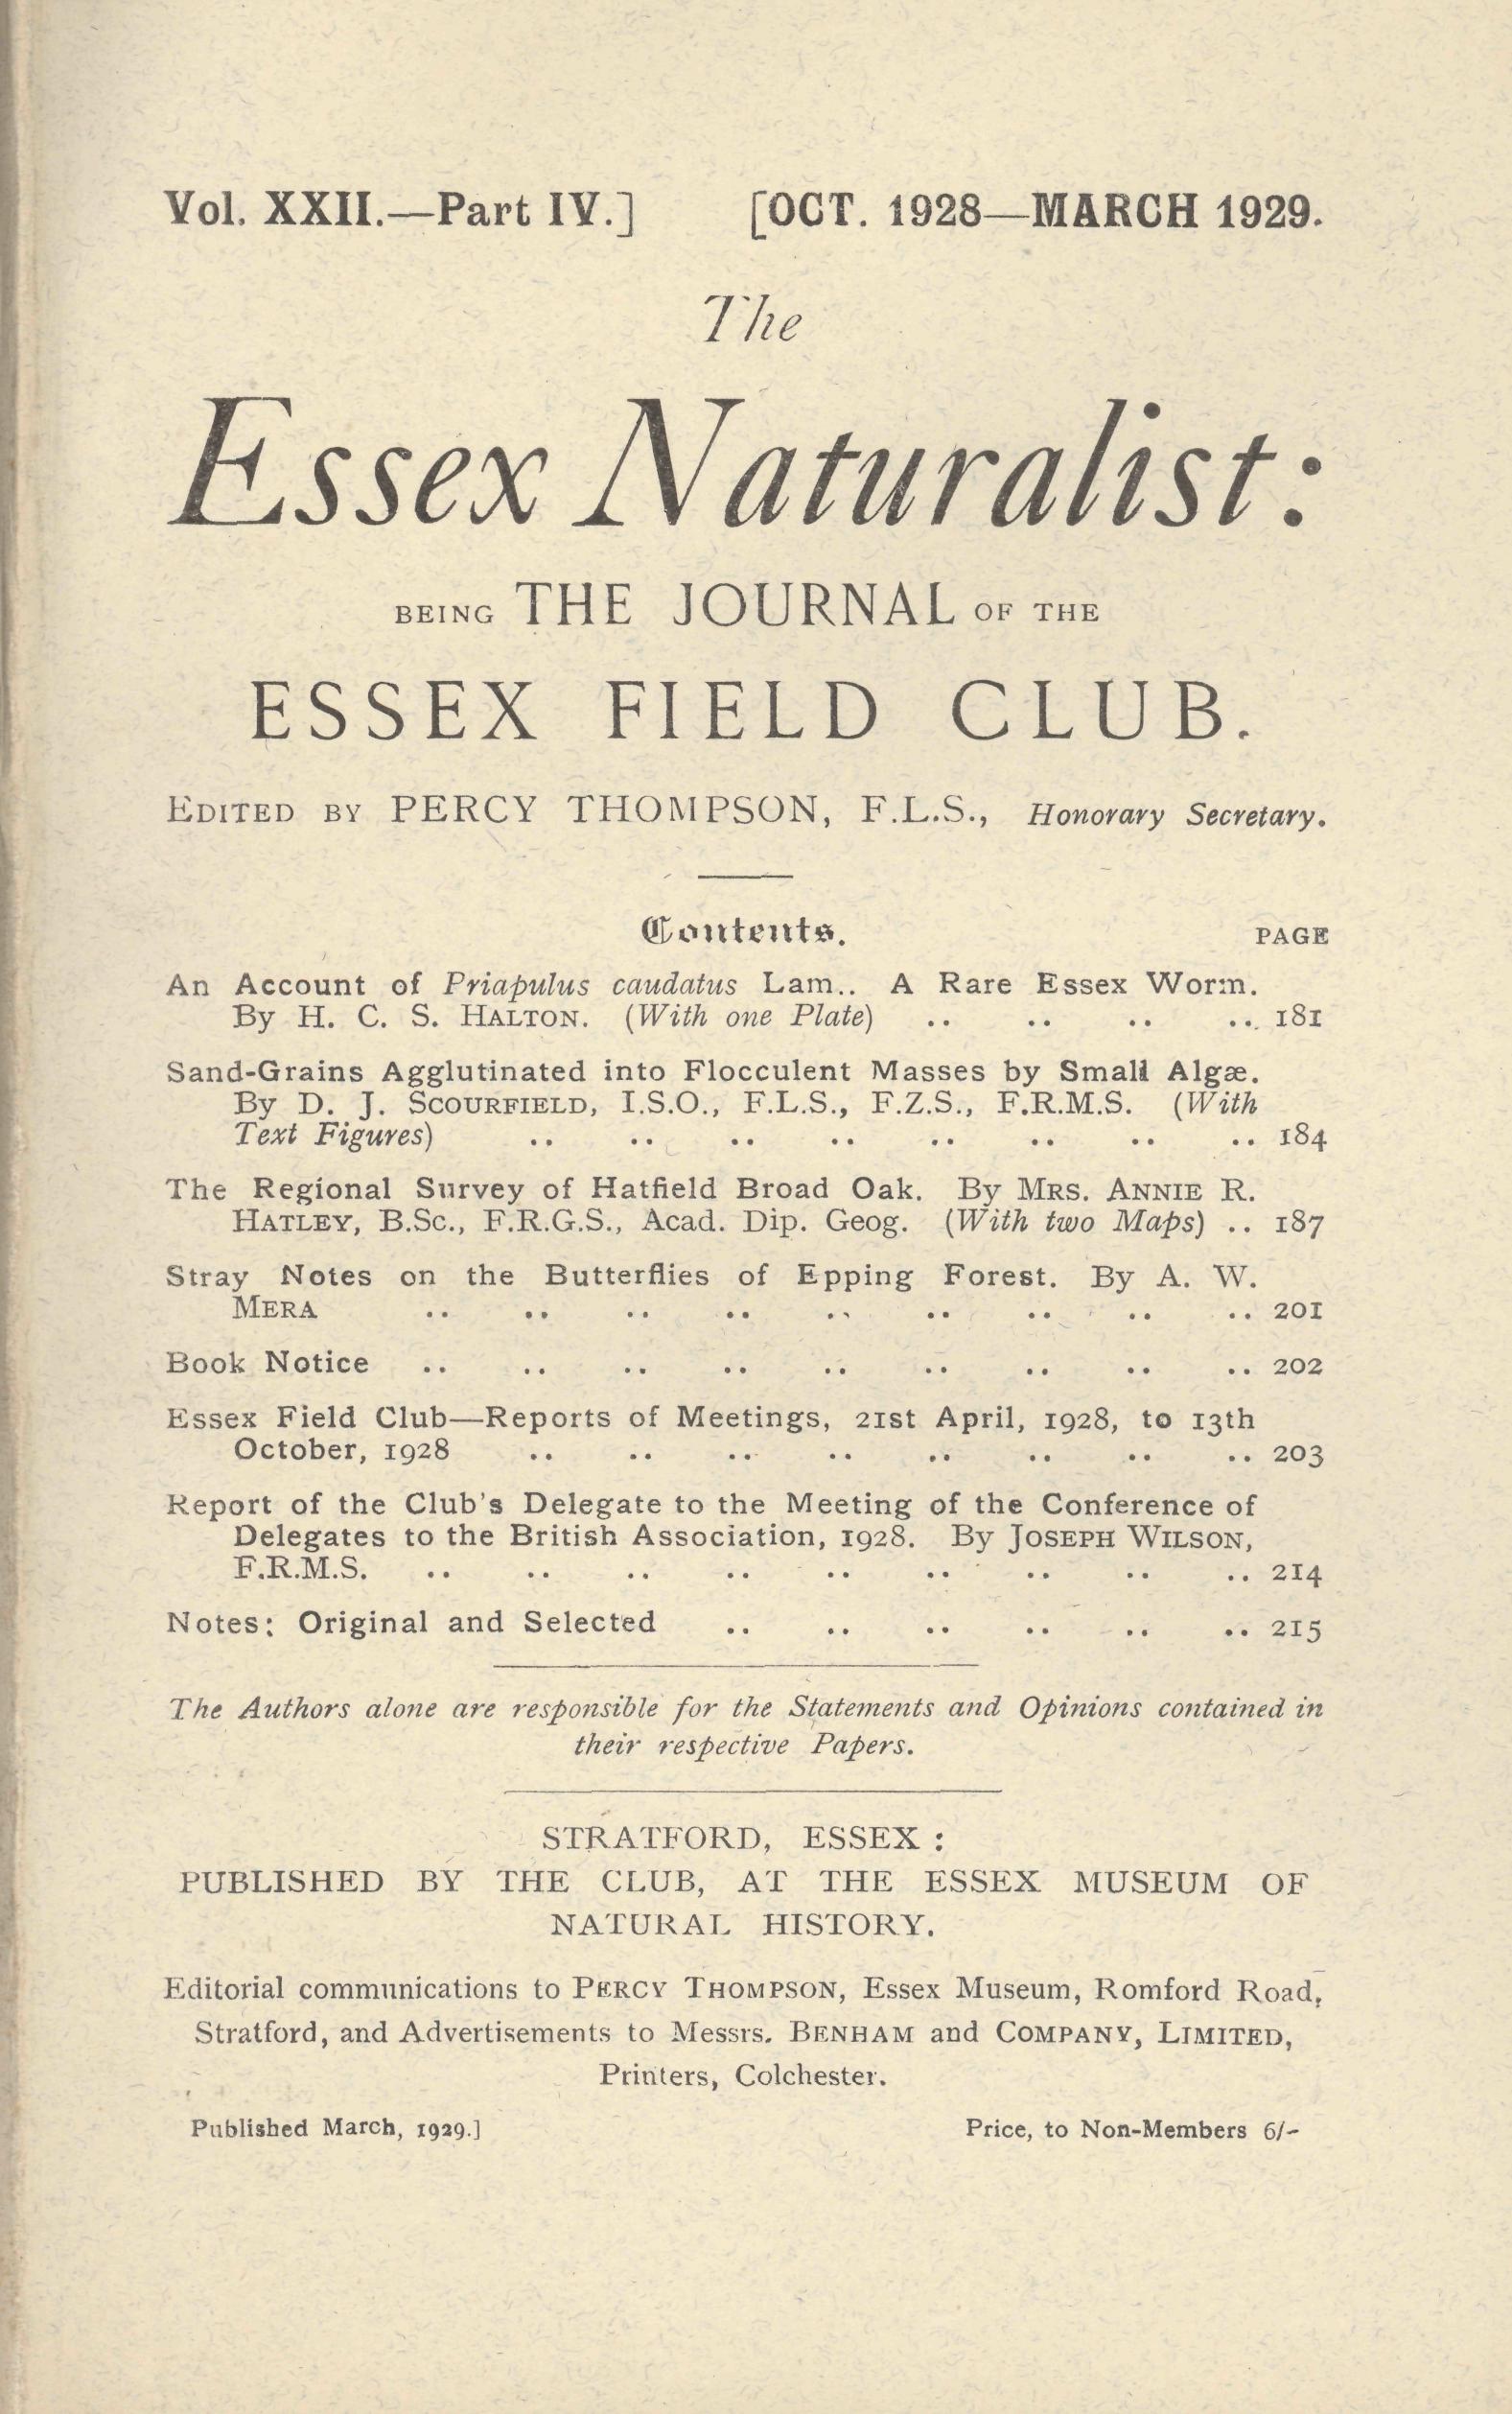 Vol. XXII.—Part IV.] [OCT. 1928—MARCH 1929.
The
Essex Naturalist:
BEING THE JOURNAL OF THE
ESSEX FIELD CLUB.
EDITED BY PERCY THOMPSON, F.L.S., Honorary Secretary.
Contents. PAGE
An Account of Priapulus caudatus Lam.. A Rare Essex Worm.
By H. C. S. HALTON. (With one Plate) .. .. .. .. 181
Sand-Grains Agglutinated into Flocculent Masses by Small Algæ.
By D. J. SCOURFIELD, I.S.O., F.L.S., F.Z.S., F.R.M.S. (With
Text Figures) .. .. .. .. .. .. .. .. 184
The Regional Survey of Hatfield Broad Oak. By MRS. ANNIE R.
HATLEY, B.Sc., F.R.G.S., Acad. Dip. Geog. (With two Maps) .. 187
Stray Notes on the Butterflies of Epping Forest. By A. W.
MERA .. .. .. .. .. .. .. .. .. 201
Book Notice .. .. .. .. .. .. .. .. .. 202
Essex Field Club—Reports of Meetings, 21st April, 1928, to 13th
October, 1928 .. .. .. .. .. .. .. .. 203
Report of the Club's Delegate to the Meeting of the Conference of
Delegates to the British Association, 1928. By JOSEPH WILSON,
F.R.M.S. .. .. .. .. .. .. .. .. .. 214
Notes: Original and Selected .. .. .. .. .. .. 215
The Authors alone are responsible for the Statements and Opinions contained in
their respective Papers.
STRATFORD, ESSEX :
PUBLISHED BY THE CLUB, AT THE ESSEX MUSEUM OF
NATURAL HISTORY.
Editorial communications to PERCY THOMPSON, Essex Museum, Romford Road,
Stratford, and Advertisements to Messrs. BENHAM and COMPANY, LIMITED,
Printers, Colchester.
Published March, 1929.] Price, to Non-Members 6/-